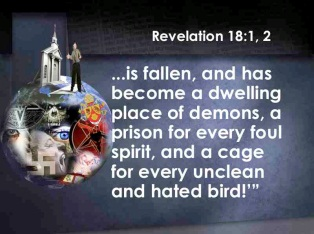 Revelation 18:1, 2
...is fallen, and has
become a dwelling
place of demons, a
prison for every foul
spirit, and a cage
for every unclean
and hated bird!’”